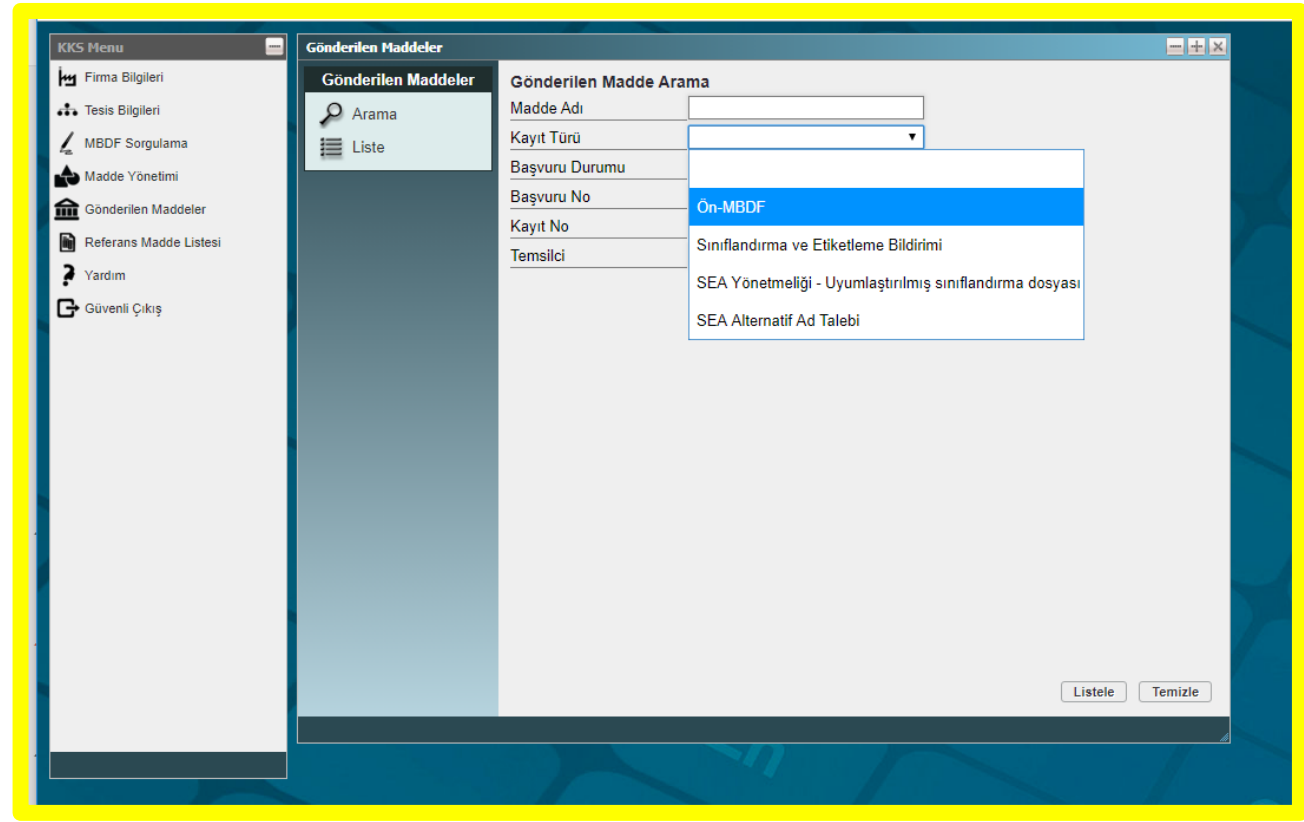 KKS Menu
Firma Bilgileri
Tesis Bilgileri
MBDF Sorgulama
Madde Yönetimi
Gönderilen Maddeler
Referans Madde Listesi
Yardım
Güvenli Çıkış
Gönderilen Maddeler
Gönderilen Maddeler
Arama
Liste
Gönderilen Madde Arama
Madde Adı
Kayıt Türü
Başvuru Durumu
Başvuru No
Kayıt No
Temsilci
Ön-MBDF
Sınıflandırma ve Etiketleme Bildirimi
SEA Yönetmeliği - Uyumlaştırılmış sınıflandırma dosyası
SEA Alternatif Ad Talebi
Listele Temizle